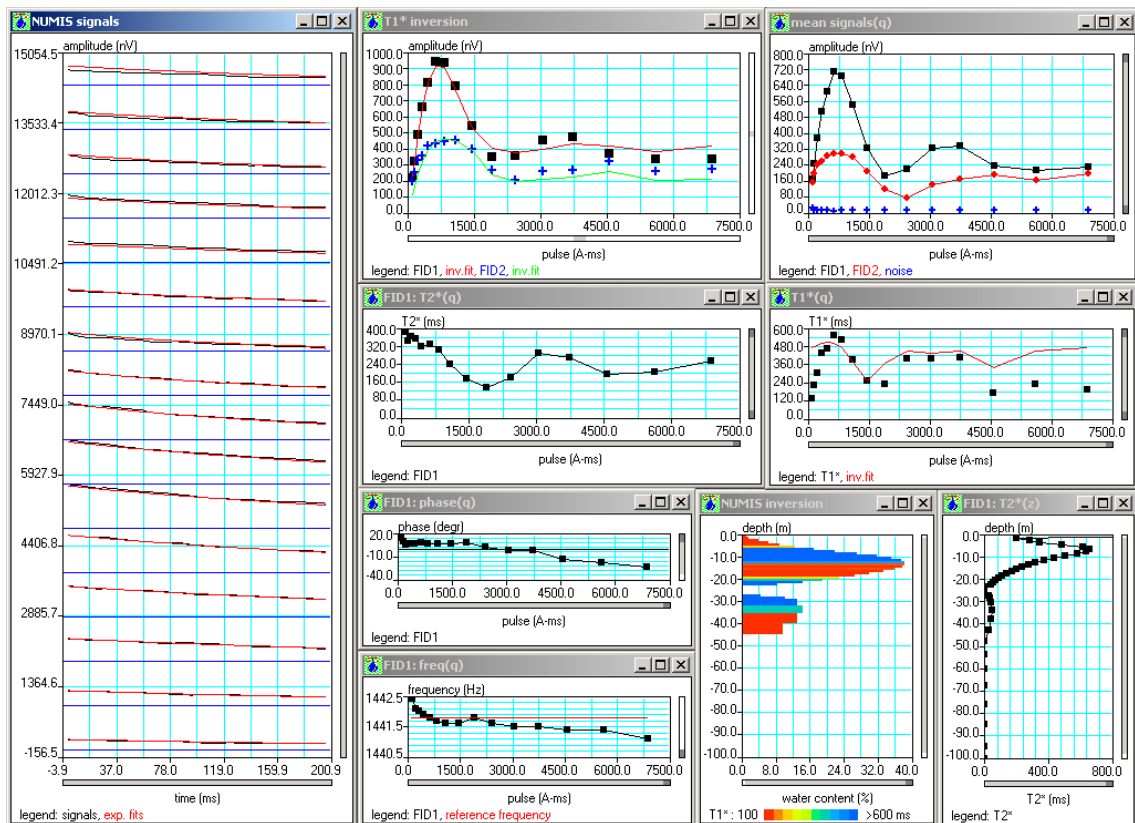 NUMIS signals
amplitude (nV)
15054.5
13533.4
12012.3
10491.2
8970.1
7449.0
5927.9
4406.8
2885.7
1364.6
-156.5
-3.9 37.0 78.0 119.0 159.9 200.9
time (ms)
legend: signals, exp. fits
T1* inversion
amplitude (nV)
1000.0
900.0
800.0
700.0
600.0
500.0
400.0
300.0
200.0
100.0
0.0
0.0 1500.0 3000.0 4500.0 6000.0 7500.0
pulse (A-ms)
legend: FID1, inv.fit, FID2, inv.fit
mean signals(q)
amplitude (nV)
800.0
720.0
640.0
560.0
480.0
400.0
320.0
240.0
160.0
80.0
0.0
0.0 1500.0 3000.0 4500.0 6000.0 7500.0
pulse (A-ms)
legend: FID1, FID2, noise
FID1: T2*(q)
T2* (ms)
400.0
320.0
240.0
160.0
80.0
0.0
0.0 1500.0 3000.0 4500.0 6000.0 7500.0
pulse (A-ms)
legend: FID1
T1*(q)
T1* (ms)
600.0
480.0
360.0
240.0
120.0
0.0
0.0 1500.0 3000.0 4500.0 6000.0 7500.0
pulse (A-ms)
legend: T1*, inv.fit
FID1: phase(q)
phase (degr)
20.0
-10.0
-40.0
0.0 1500.0 3000.0 4500.0 6000.0 7500.0
pulse (A-ms)
legend: FID1
FID1: freq(q)
frequency (Hz)
1442.5
1441.5
1440.5
0.0 1500.0 3000.0 4500.0 6000.0 7500.0
pulse (A-ms)
legend: FID1, reference frequency
NUMIS inversion
depth (m)
0.0
-10.0
-20.0
-30.0
-40.0
-50.0
-60.0
-70.0
-80.0
-90.0
-100.0
0.0 8.0 16.0 24.0 32.0 40.0
water content (%)
T1* : 100 >600 ms
FID1: T2*(z)
depth (m)
0.0
-10.0
-20.0
-30.0
-40.0
-50.0
-60.0
-70.0
-80.0
-90.0
-100.0
0.0 400.0 800.0
T2* (ms)
legend: T2*